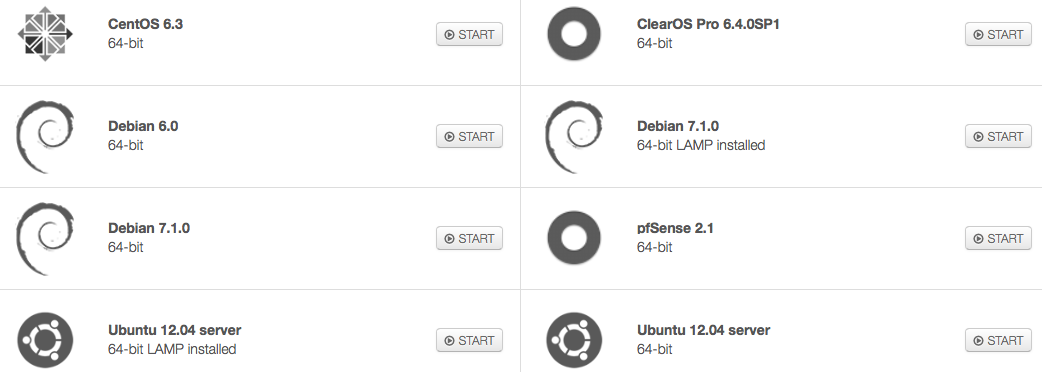 CentOS 6.3
64-bit
START
ClearOS Pro 6.4.0SP1
64-bit
START
Debian 6.0
64-bit
START
Debian 7.1.0
64-bit LAMP installed
START
Debian 7.1.0
64-bit
START
pfSense 2.1
64-bit
START
Ubuntu 12.04 server
64-bit LAMP installed
START
Ubuntu 12.04 server
64-bit
START